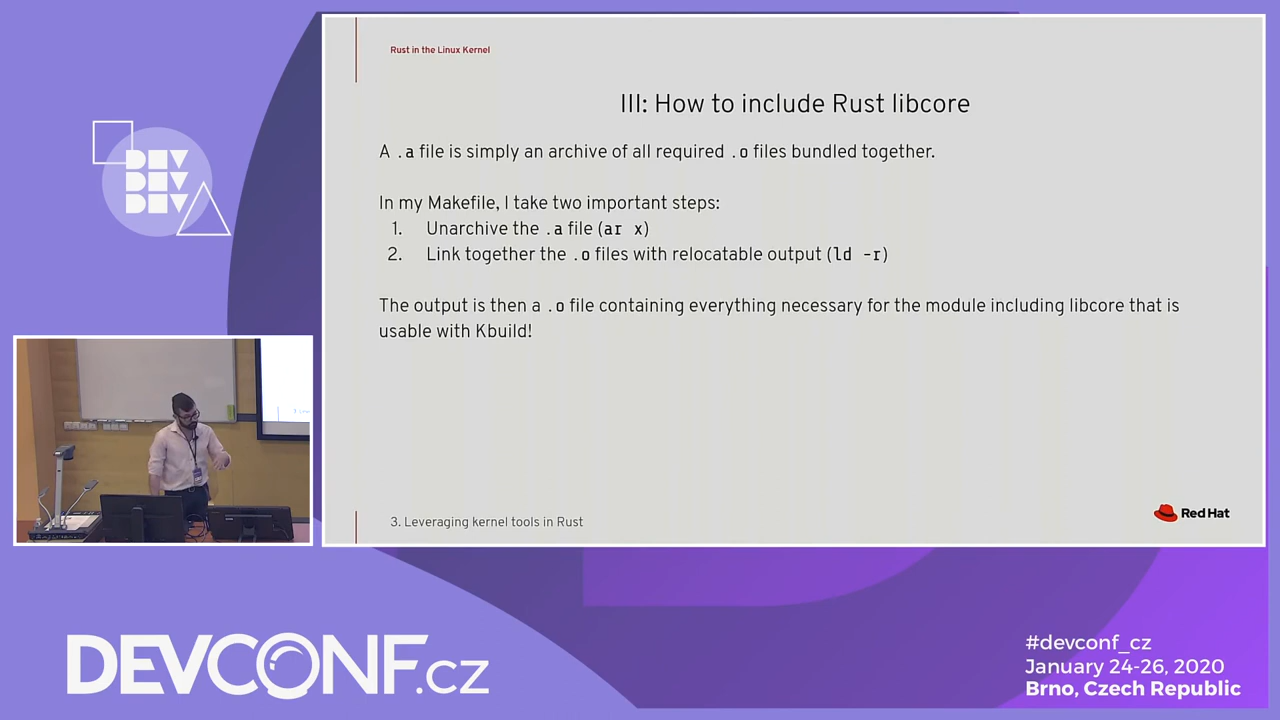 Rust in the Linux Kernel
III: How to include Rust libcore
A .a file is simply an archive of all required .o files bundled together.
In my Makefile, I take two important steps:
1. Unarchive the .a file (ar x)
2. Link together the .o files with relocatable output (ld -r)
The output is then a .o file containing everything necessary for the module including libcore that is
usable with Kbuild!
3. Leveraging kernel tools in Rust
Red Hat
DEV
DEV
DEV
DEVCONF.cz
#devconf_cz
January 24-26, 2020
Brno, Czech Republic